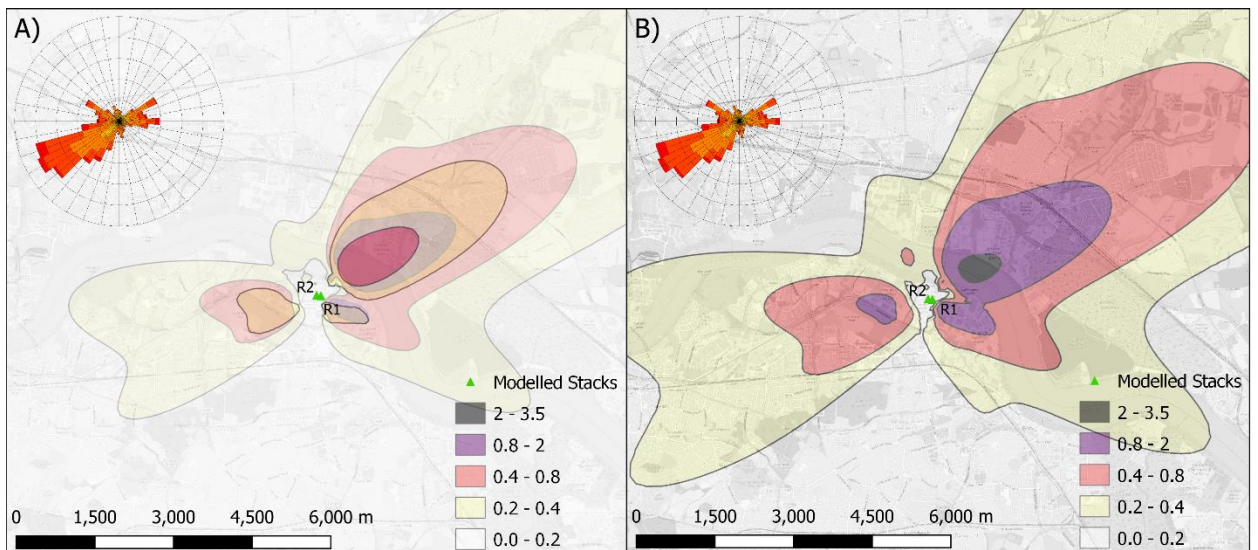 A)
R2
R1
Modelled Stacks
2 - 3.5
0.8 - 2
0.4 - 0.8
0.2 - 0.4
0.0 - 0.2
0 1,500 3,000 4,500 6,000 m
B)
R2
R1
Modelled Stacks
2 - 3.5
0.8 - 2
0.4 - 0.8
0.2 - 0.4
0.0 - 0.2
0 1,500 3,000 4,500 6,000 m